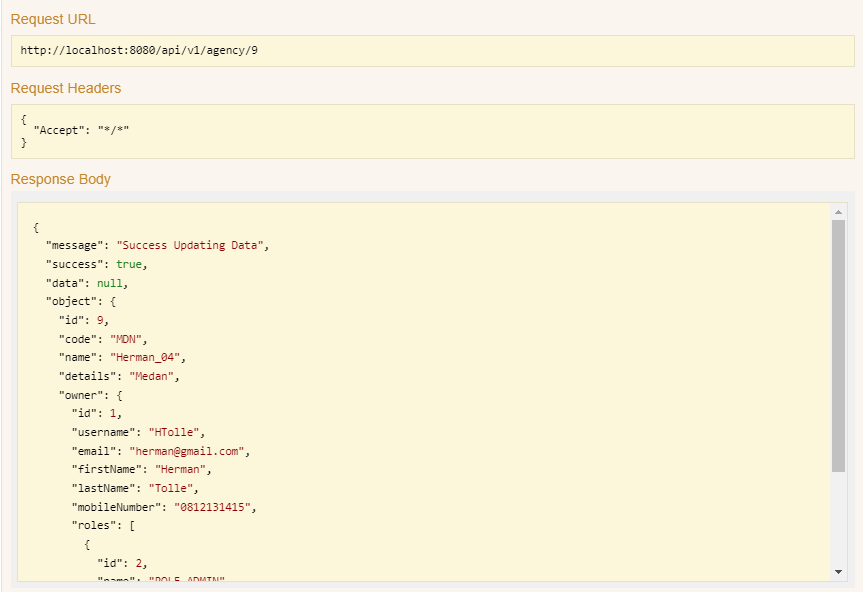 Request URL
http://localhost:8080/api/v1/agency/9
Request Headers
{
  "Accept": "*/*"
}
Response Body
{
  "message": "Success Updating Data",
  "success": true,
  "data": null,
  "object": {
    "id": 9,
    "code": "MDN",
    "name": "Herman_04",
    "details": "Medan",
    "owner": {
      "id": 1,
      "username": "HTolle",
      "email": "herman@gmail.com",
      "firstName": "Herman",
      "lastName": "Tolle",
      "mobileNumber": "0812131415",
      "roles": [
        {
          "id": 2,
          "name": "ROLE_ADMIN"